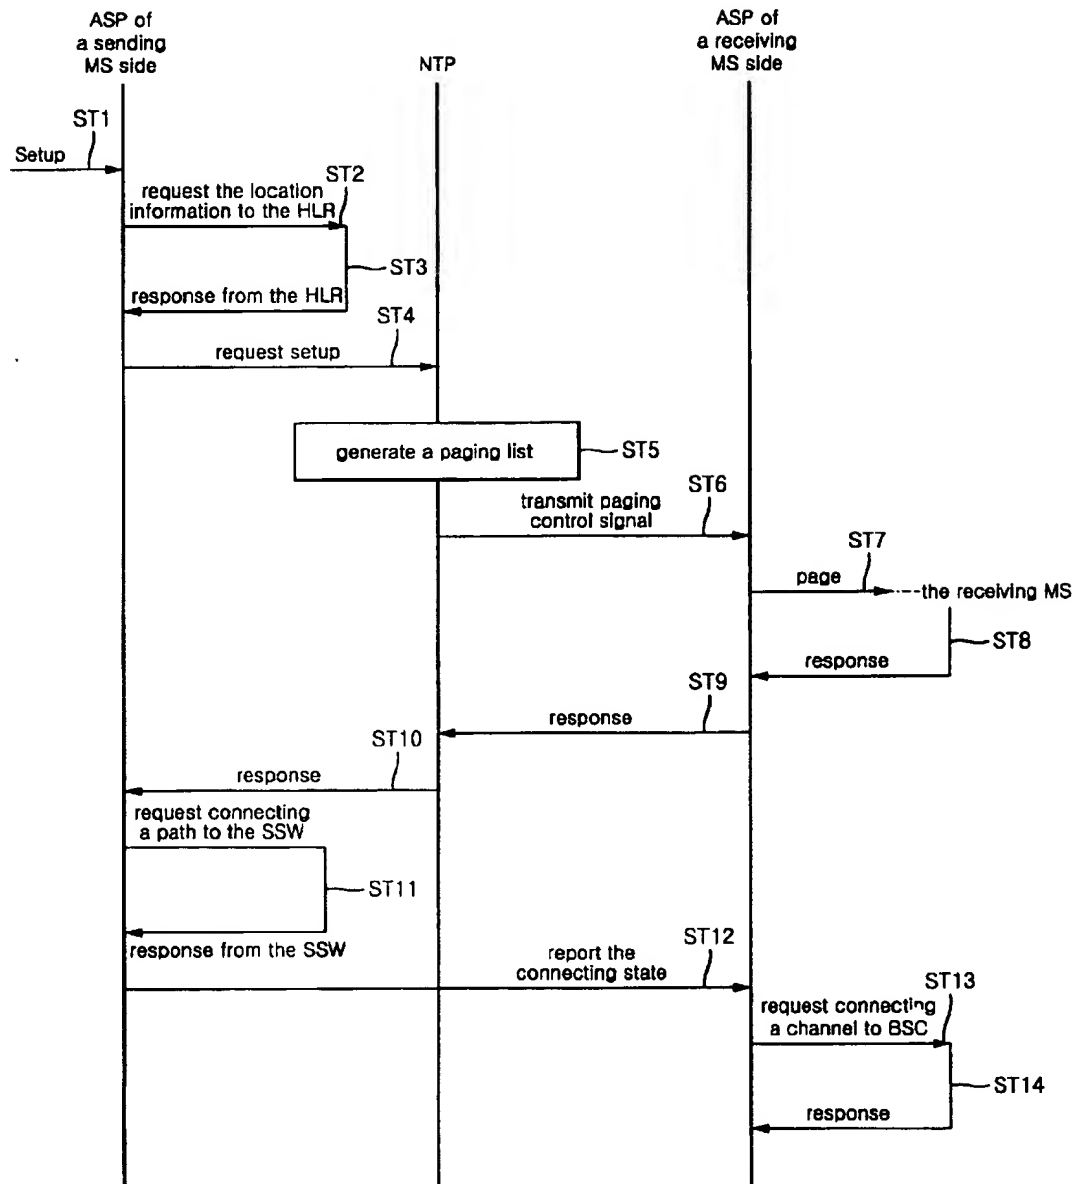 ASP of
a sending
MS side
NTP
ASP of
a receiving
MS side
ST1
Setup
ST2
request the location
information to the HLR
ST3
response from the HLR
ST4
request setup
generate a paging list
ST5
ST6
transmit paging
control signal
ST7
page
the receiving MS
ST8
response
ST9
response
ST10
response
request connecting
a path to the SSW
ST11
response from the SSW
ST12
report the
connecting state
ST13
request connecting
a channel to BSC
ST14
response